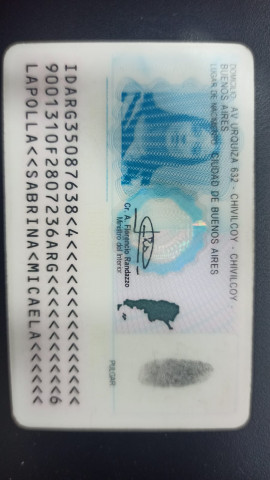 DOMICILIO: AV URQUIZA 632 - CHIVILCOY - CHIVILCOY -
BUENOS AIRES
LUGAR DE NACIMIENTO: CIUDAD DE BUENOS AIRES
Cr. A. Florencio Randazzo
Ministro del Interior
PULGAR
IDARG35087638<4<<<<<<<<<<<<<<<
9001310F2807236ARG<<<<<<<<<<<6
LAPOLLA<<SABRINA<MICAELA<<<<<<